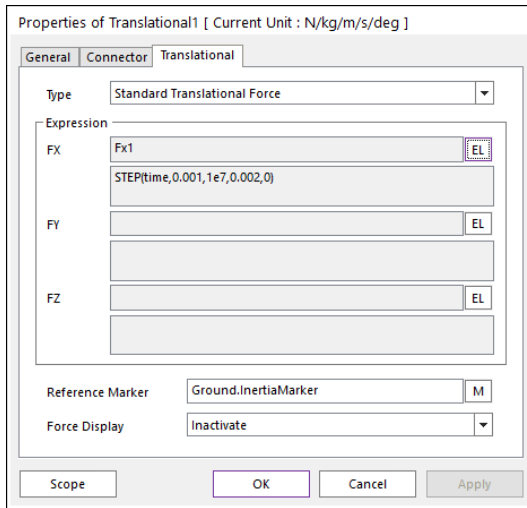 Properties of Translational1 [ Current Unit : N/kg/m/s/deg ]
General Connector Translational
Type Standard Translational Force
Expression
FX Fx1 EL
STEP(time,0.001,1e7,0.002,0)
FY EL
FZ EL
Reference Marker Ground.InertiaMarker M
Force Display Inactivate
Scope OK Cancel Apply